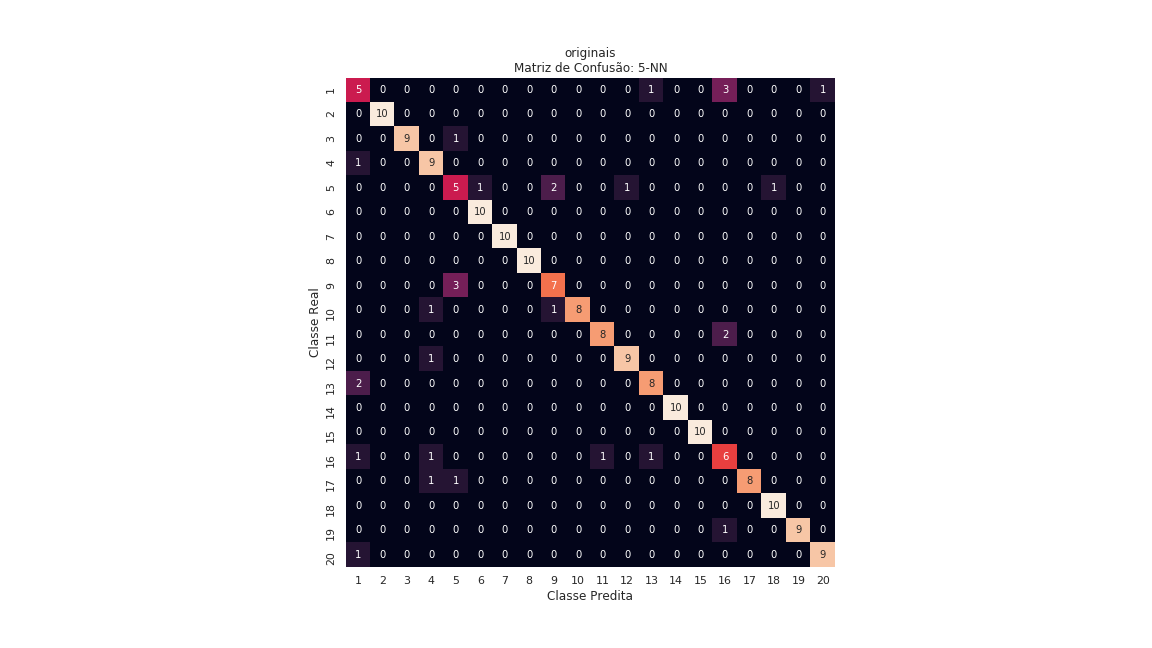 originais
Matriz de Confusão: 5-NN
Classe Real
1 5 0 0 0 0 0 0 0 0 0 0 0 1 0 0 3 0 0 0 1
2 0 10 0 0 0 0 0 0 0 0 0 0 0 0 0 0 0 0 0 0
3 0 0 9 0 1 0 0 0 0 0 0 0 0 0 0 0 0 0 0 0
4 1 0 0 9 0 0 0 0 0 0 0 0 0 0 0 0 0 0 0 0
5 0 0 0 0 5 1 0 0 2 0 0 1 0 0 0 0 0 1 0 0
6 0 0 0 0 0 10 0 0 0 0 0 0 0 0 0 0 0 0 0 0
7 0 0 0 0 0 0 10 0 0 0 0 0 0 0 0 0 0 0 0 0
8 0 0 0 0 0 0 0 10 0 0 0 0 0 0 0 0 0 0 0 0
9 0 0 0 0 3 0 0 0 7 0 0 0 0 0 0 0 0 0 0 0
10 0 0 0 1 0 0 0 0 1 8 0 0 0 0 0 0 0 0 0 0
11 0 0 0 0 0 0 0 0 0 0 8 0 0 0 0 2 0 0 0 0
12 0 0 0 1 0 0 0 0 0 0 0 9 0 0 0 0 0 0 0 0
13 2 0 0 0 0 0 0 0 0 0 0 0 8 0 0 0 0 0 0 0
14 0 0 0 0 0 0 0 0 0 0 0 0 0 10 0 0 0 0 0 0
15 0 0 0 0 0 0 0 0 0 0 0 0 0 0 10 0 0 0 0 0
16 1 0 0 1 0 0 0 0 0 0 1 0 1 0 0 6 0 0 0 0
17 0 0 0 1 1 0 0 0 0 0 0 0 0 0 0 0 8 0 0 0
18 0 0 0 0 0 0 0 0 0 0 0 0 0 0 0 0 0 10 0 0
19 0 0 0 0 0 0 0 0 0 0 0 0 0 0 0 1 0 0 9 0
20 1 0 0 0 0 0 0 0 0 0 0 0 0 0 0 0 0 0 0 9
1 2 3 4 5 6 7 8 9 10 11 12 13 14 15 16 17 18 19 20
Classe Predita